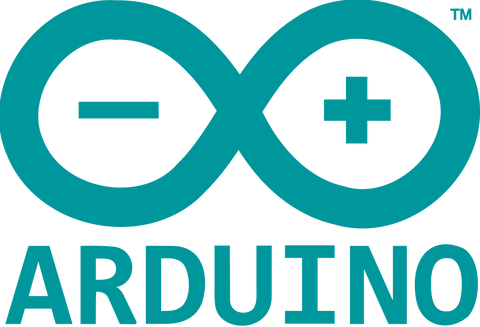 TM
− +
ARDUINO